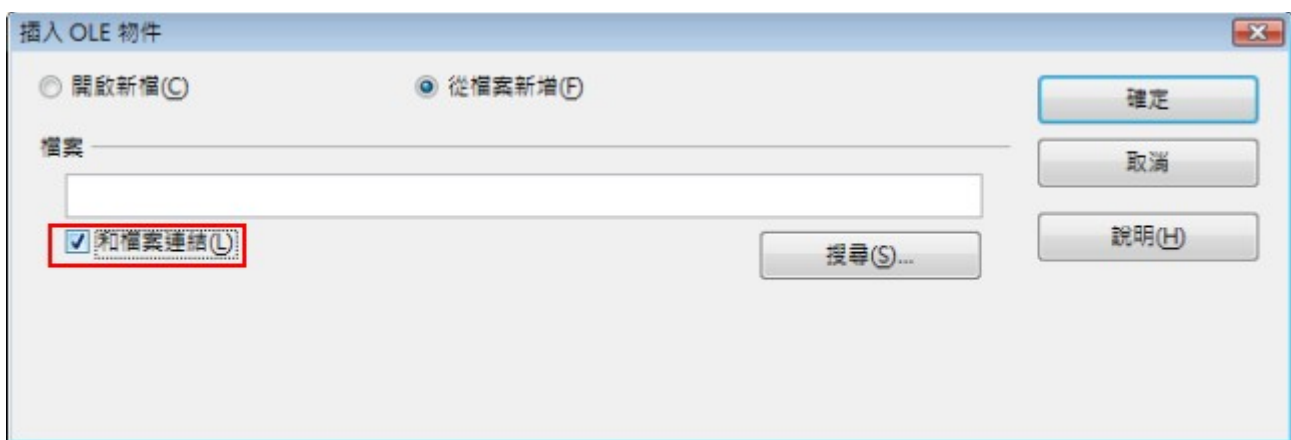 插入 OLE 物件
開啟新檔(C)
從檔案新增(F)
確定
檔案
取消
和檔案連結(L)
搜尋(S)...
說明(H)